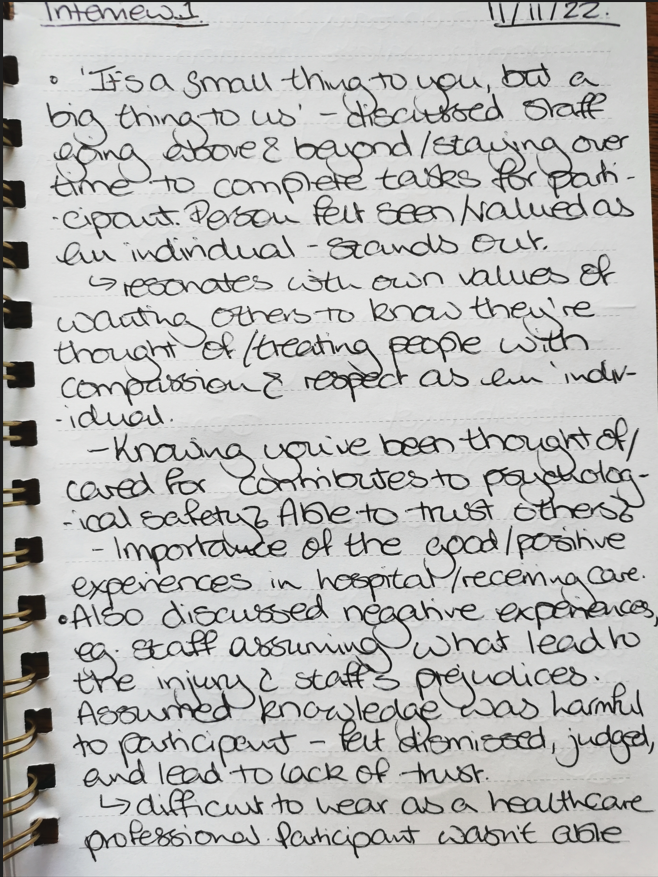 Interview 1. 11/11/22.
• 'It's a small thing to you, but a
big thing to us' - discussed staff
going above & beyond/staying over
time to complete tasks for parti-
-cipant. Person felt seen/valued as
an individual - stands out.
↳ resonates with own values of
wanting others to know they're
thought of/treating people with
compassion & respect as an indiv-
-idual.
- Knowing you've been thought of/
cared for contributes to psycholog-
-ical safety? Able to trust others?
- Importance of the good/positive
experiences in hospital/receiving care.
• Also discussed negative experiences,
eg. staff assuming what lead to
the injury & staff's prejudices.
Assumed knowledge was harmful
to participant - felt dismissed, judged,
and lead to lack of trust.
↳ difficult to hear as a healthcare
professional. Participant wasn't able